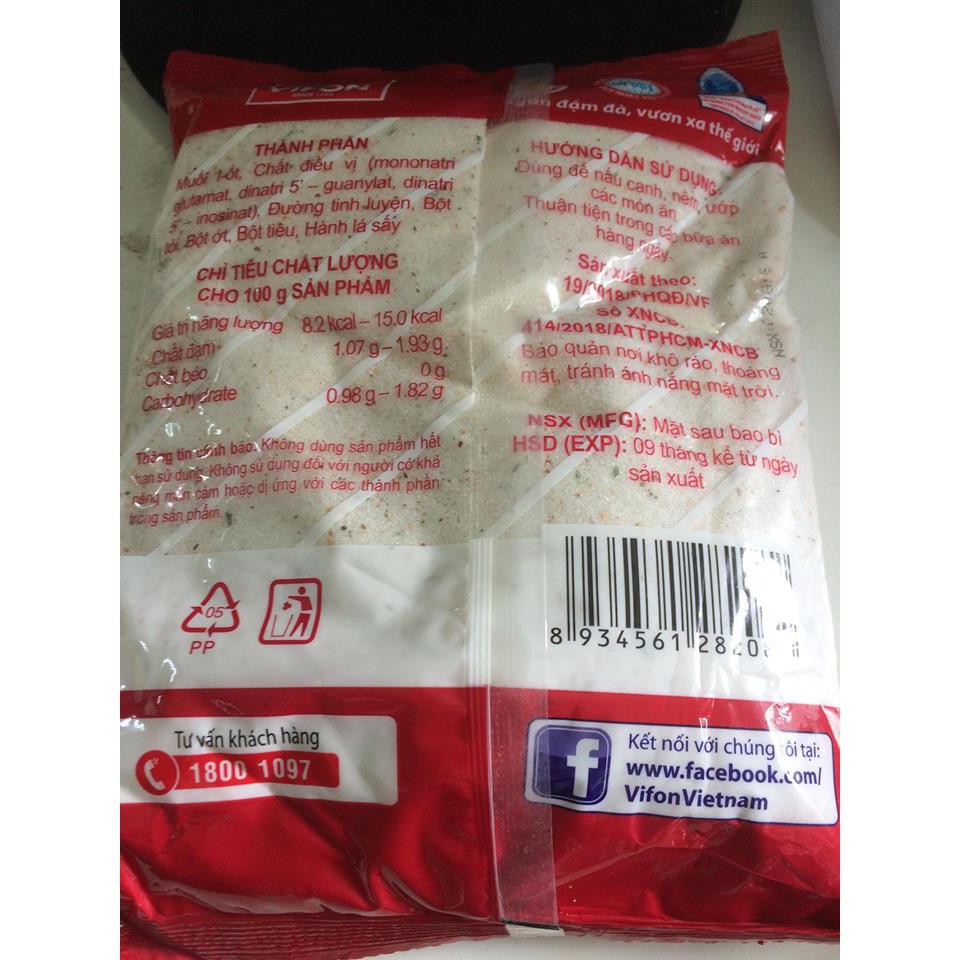 VIFON
đậm đà, vươn xa thế giới
THÀNH PHẦN
Muối I-ốt, Chất điều vị (mononatri
glutamat, dinatri 5' – guanylat, dinatri
5' – inosinat), Đường tinh luyện, Bột
tỏi, Bột ớt, Bột tiêu, Hành lá sấy
CHỈ TIÊU CHẤT LƯỢNG
CHO 100 g SẢN PHẨM
Giá trị năng lượng 8.2 kcal – 15.0 kcal
Chất đạm 1.07 g – 1.93 g
Chất béo 0 g
Carbohydrate 0.98 g – 1.82 g
Thông tin cảnh báo: Không dùng sản phẩm hết
hạn sử dụng. Không sử dụng đối với người có khả
năng mẫn cảm hoặc dị ứng với các thành phần
trong sản phẩm.
05
PP
Tư vấn khách hàng
1800 1097
HƯỚNG DẪN SỬ DỤNG
Dùng để nấu canh, nêm, ướp
các món ăn
Thuận tiện trong các bữa ăn
hàng ngày.
Sản xuất theo:
19/2018/PHQĐ/VF
Số XNCB:
414/2018/ATTPHCM-XNCB
Bảo quản nơi khô ráo, thoáng
mát, tránh ánh nắng mặt trời.
NSX (MFG): Mặt sau bao bì
HSD (EXP): 09 tháng kể từ ngày
sản xuất
8 934561 28208
Kết nối với chúng tôi tại:
www.facebook.com/
VifonVietnam